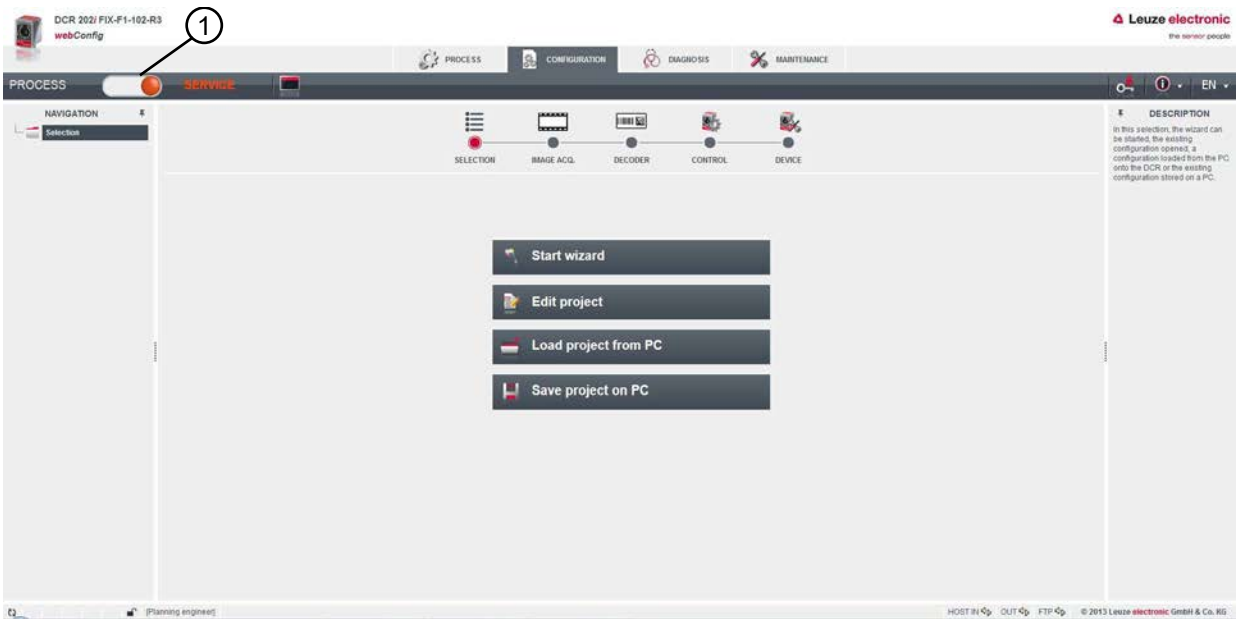 DCR 202i FIX-F1-102-R3
webConfig
1
Leuze electronic
the sensor people
PROCESS
CONFIGURATION
DIAGNOSIS
MAINTENANCE
PROCESS
SERVICE
EN
NAVIGATION
Selection
SELECTION
IMAGE ACQ.
DECODER
CONTROL
DEVICE
Start wizard
Edit project
Load project from PC
Save project on PC
DESCRIPTION
In this selection, the wizard can
be started, the existing
configuration opened, a
configuration loaded from the PC
onto the DCR or the existing
configuration stored on a PC.
[Planning engineer]
HOST IN OUT FTP © 2013 Leuze electronic GmbH & Co. KG